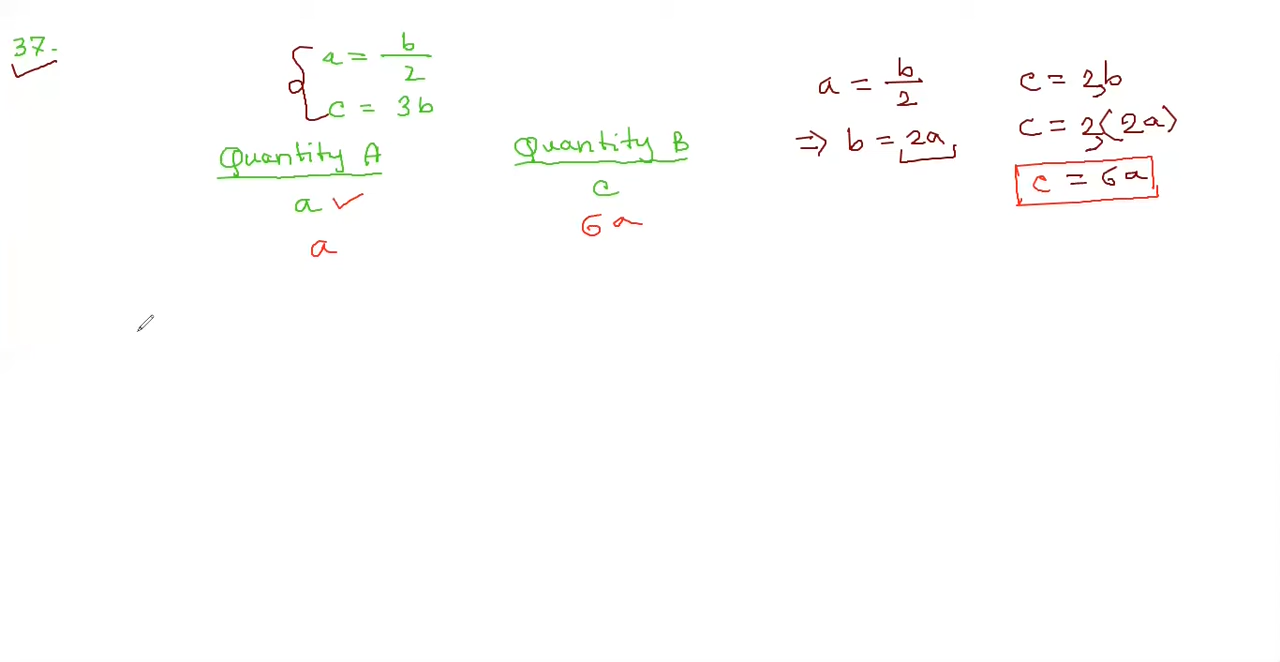 37.
a = b/2
c = 3b
Quantity A
a ✓
a
Quantity B
c
6a
a = b/2
⇒ b = 2a
c = 3b
c = 3(2a)
c = 6a